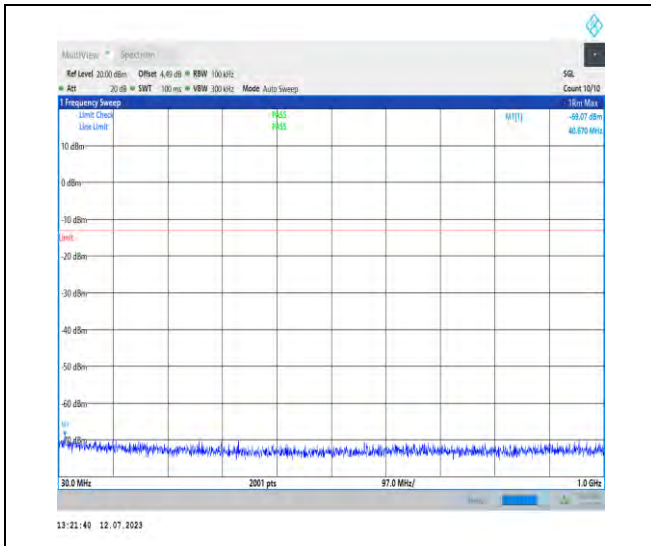 MultiView Spectrum
Ref Level 20.00 dBm Offset 4.49 dB RBW 100 kHz SGL
Att 20 dB SWT 100 ms VBW 300 kHz Mode Auto Sweep Count 10/10
1 Frequency Sweep 1Rm Max
Limit Check PASS M1[1] -69.07 dBm
Line Limit PASS 40.670 MHz
10 dBm
0 dBm
-10 dBm
Limit
-20 dBm
-30 dBm
-40 dBm
-50 dBm
-60 dBm
M1
-70 dBm
30.0 MHz 2001 pts 97.0 MHz/ 1.0 GHz
13:21:40 12.07.2023